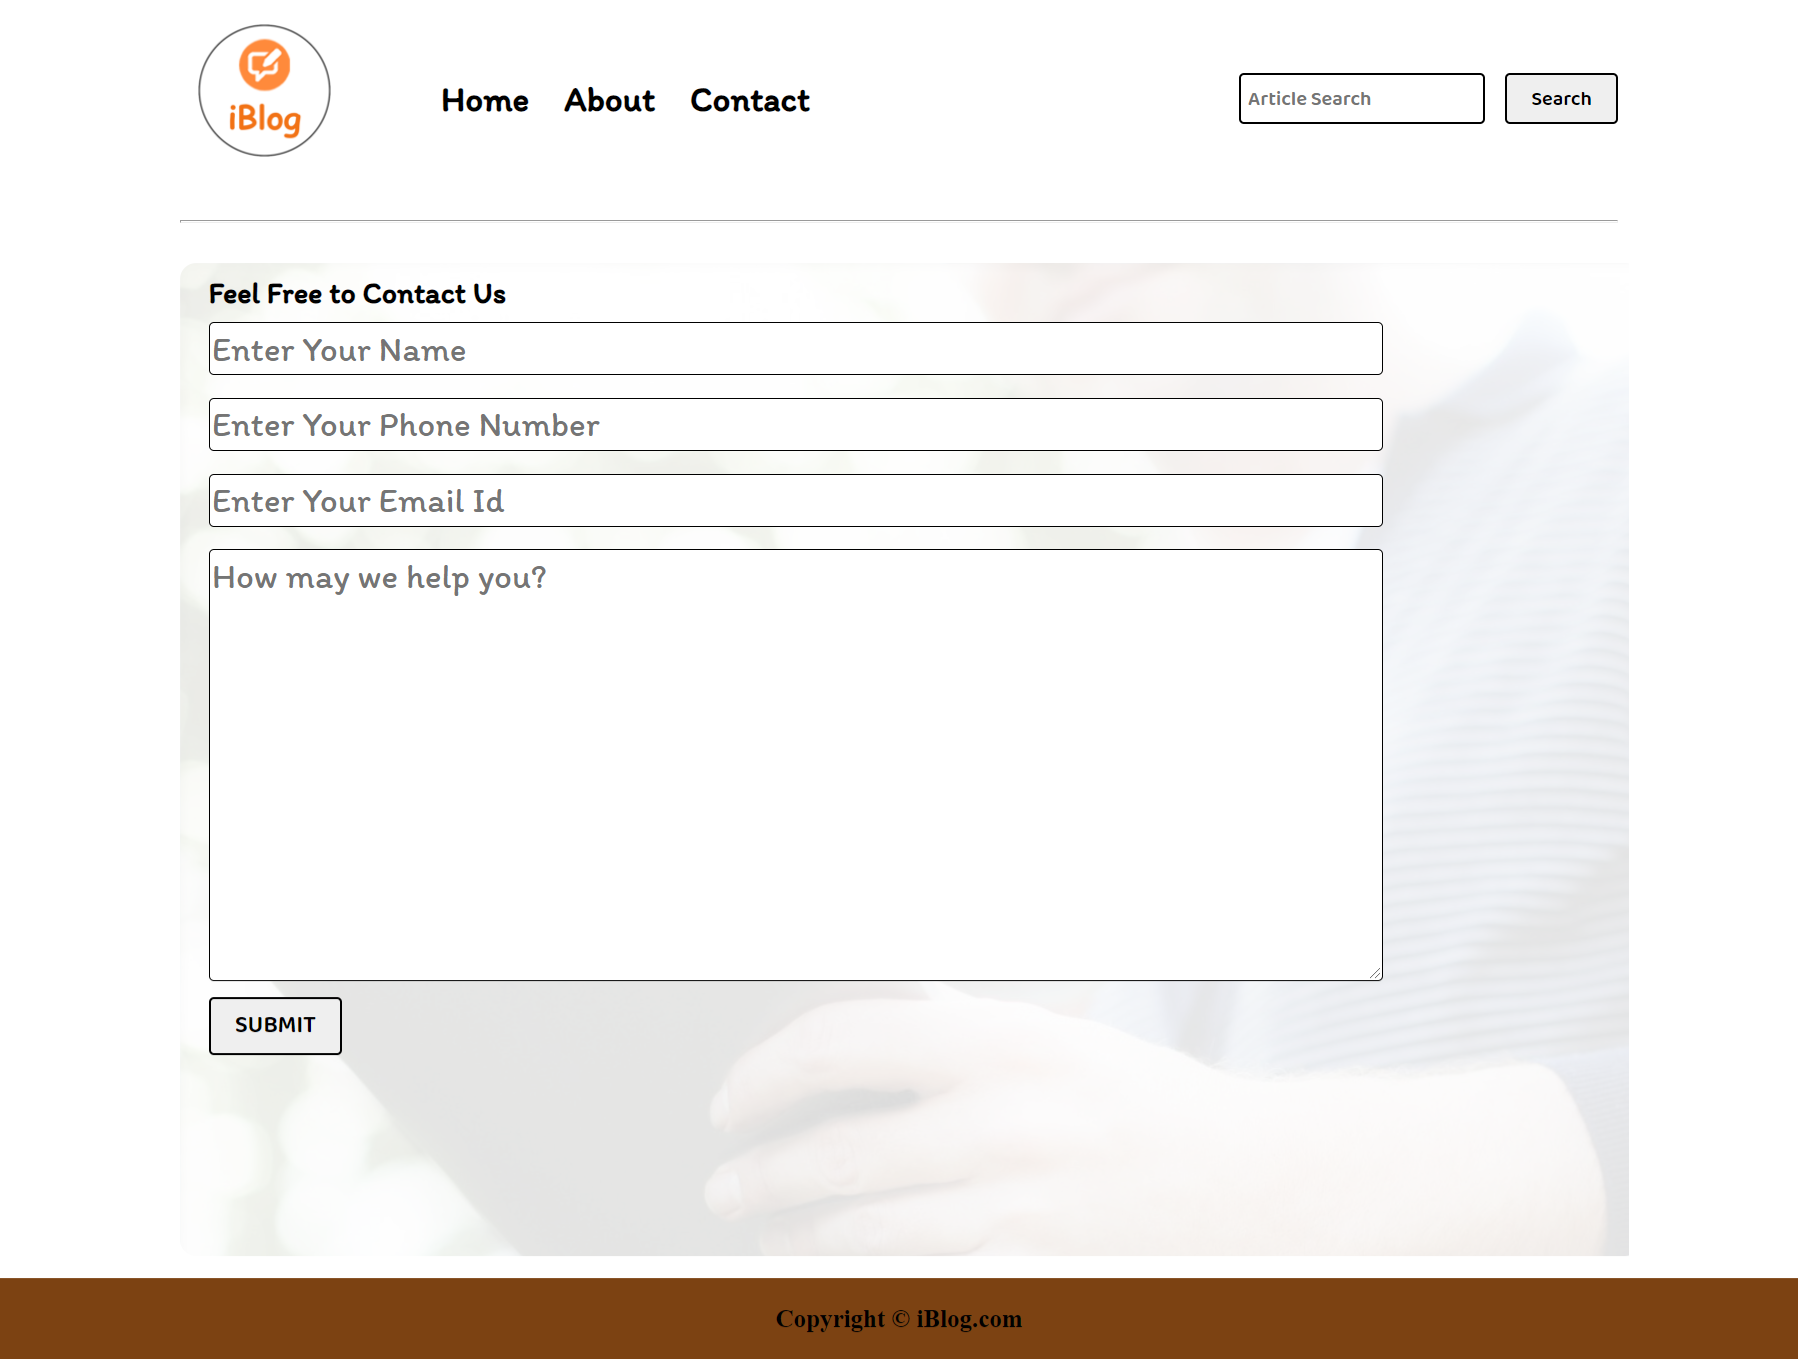 iBlog
Home About Contact
Article Search
Search
Feel Free to Contact Us
Enter Your Name
Enter Your Phone Number
Enter Your Email Id
How may we help you?
SUBMIT
Copyright © iBlog.com